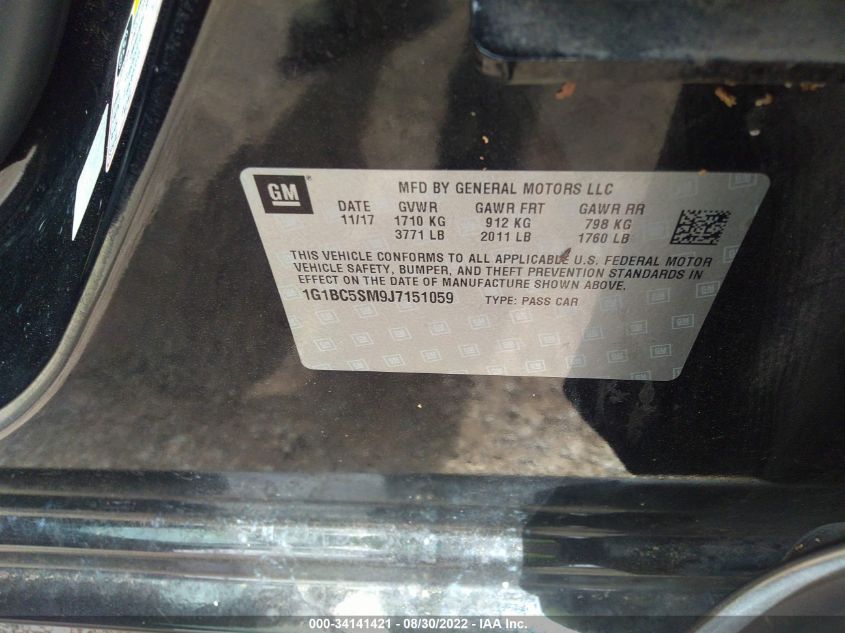 GM
MFD BY GENERAL MOTORS LLC
DATE GVWR GAWR FRT GAWR RR
11/17 1710 KG 912 KG 798 KG
3771 LB 2011 LB 1760 LB
THIS VEHICLE CONFORMS TO ALL APPLICABLE U.S. FEDERAL MOTOR
VEHICLE SAFETY, BUMPER, AND THEFT PREVENTION STANDARDS IN
EFFECT ON THE DATE OF MANUFACTURE SHOWN ABOVE.
1G1BC5SM9J7151059 TYPE: PASS CAR
000-34141421 - 08/30/2022 - IAA Inc.